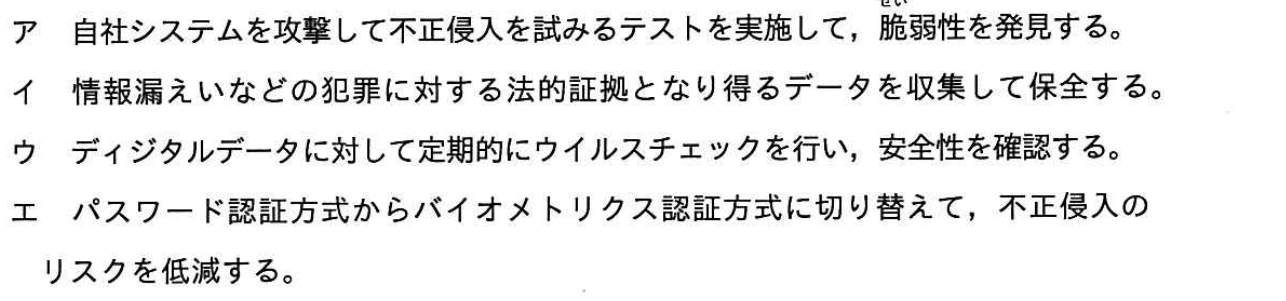 ア 自社システムを攻撃して不正侵入を試みるテストを実施して，脆弱性を発見する。
イ 情報漏えいなどの犯罪に対する法的証拠となり得るデータを収集して保全する。
ウ ディジタルデータに対して定期的にウイルスチェックを行い，安全性を確認する。
エ パスワード認証方式からバイオメトリクス認証方式に切り替えて，不正侵入の
リスクを低減する。